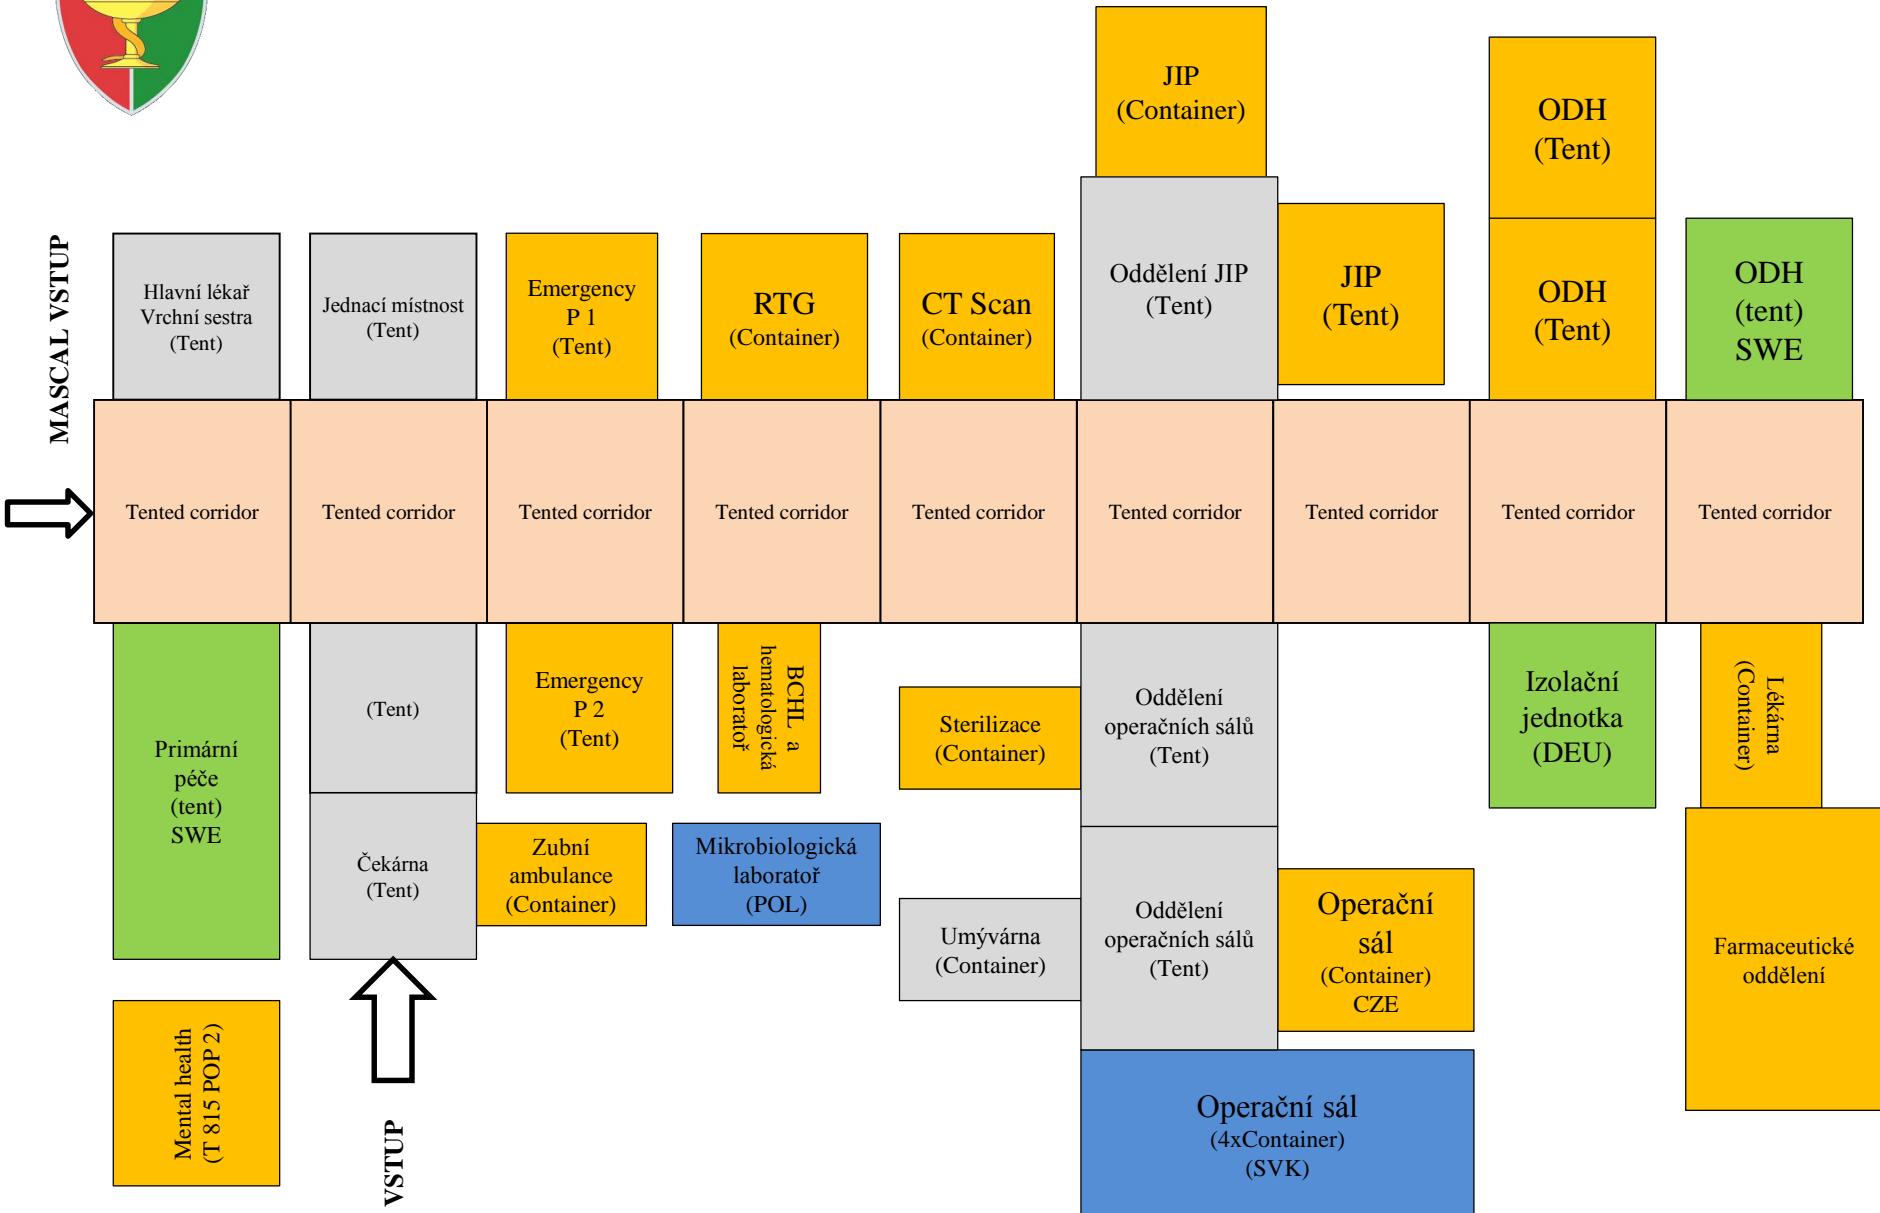 JIP
(Container)
ODH
(Tent)
MASCAL VSTUP
Hlavní lékař
Vrchní sestra
(Tent)
Jednací místnost
(Tent)
Emergency
P 1
(Tent)
RTG
(Container)
CT Scan
(Container)
Oddělení JIP
(Tent)
JIP
(Tent)
ODH
(Tent)
ODH
(tent)
SWE
Tented corridor
Tented corridor
Tented corridor
Tented corridor
Tented corridor
Tented corridor
Tented corridor
Tented corridor
Tented corridor
Primární
péče
(tent)
SWE
(Tent)
Emergency
P 2
(Tent)
BCHL a
hematologická
laboratoř
Sterilizace
(Container)
Oddělení
operačních sálů
(Tent)
Izolační
jednotka
(DEU)
Lékárna
(Container)
Čekárna
(Tent)
Zubní
ambulance
(Container)
Mikrobiologická
laboratoř
(POL)
Umývárna
(Container)
Oddělení
operačních sálů
(Tent)
Operační
sál
(Container)
CZE
Farmaceutické
oddělení
Mental health
(T 815 POP 2)
VSTUP
Operační sál
(4xContainer)
(SVK)